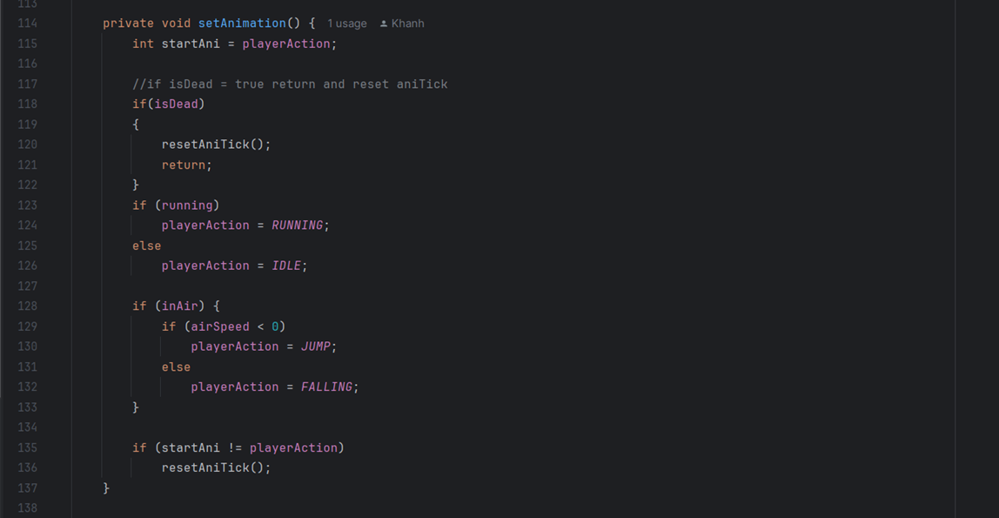 113
114 private void setAnimation() { 1 usage Khanh
115 int startAni = playerAction;
116
117 //if isDead = true return and reset aniTick
118 if(isDead)
119 {
120 resetAniTick();
121 return;
122 }
123 if (running)
124 playerAction = RUNNING;
125 else
126 playerAction = IDLE;
127
128 if (inAir) {
129 if (airSpeed < 0)
130 playerAction = JUMP;
131 else
132 playerAction = FALLING;
133 }
134
135 if (startAni != playerAction)
136 resetAniTick();
137 }
138